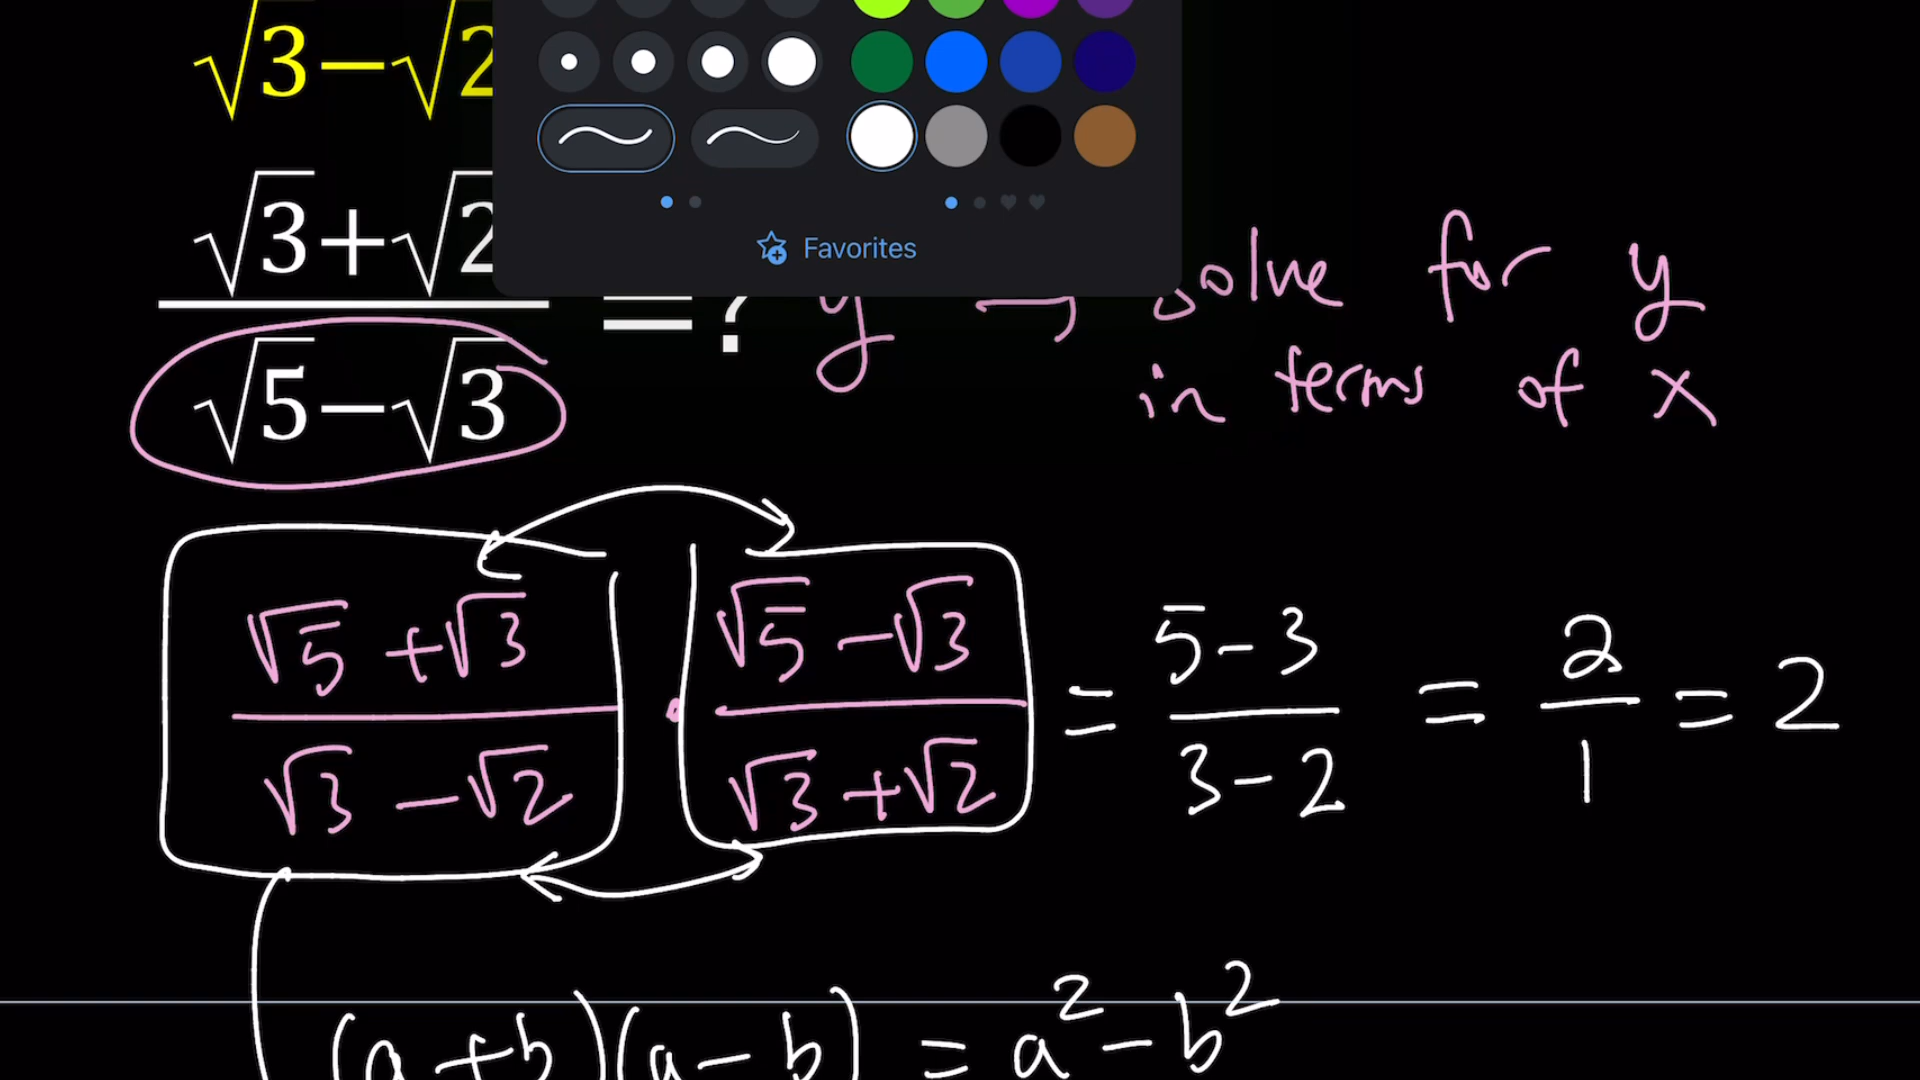 √3−√2
√3+√2
Favorites
=? y → solve for y
√5−√3
in terms of x
√5 +√3 / √3 −√2 · √5 −√3 / √3 +√2 = 5−3 / 3−2 = 2 / 1 = 2
(a+b)(a−b) = a² − b²